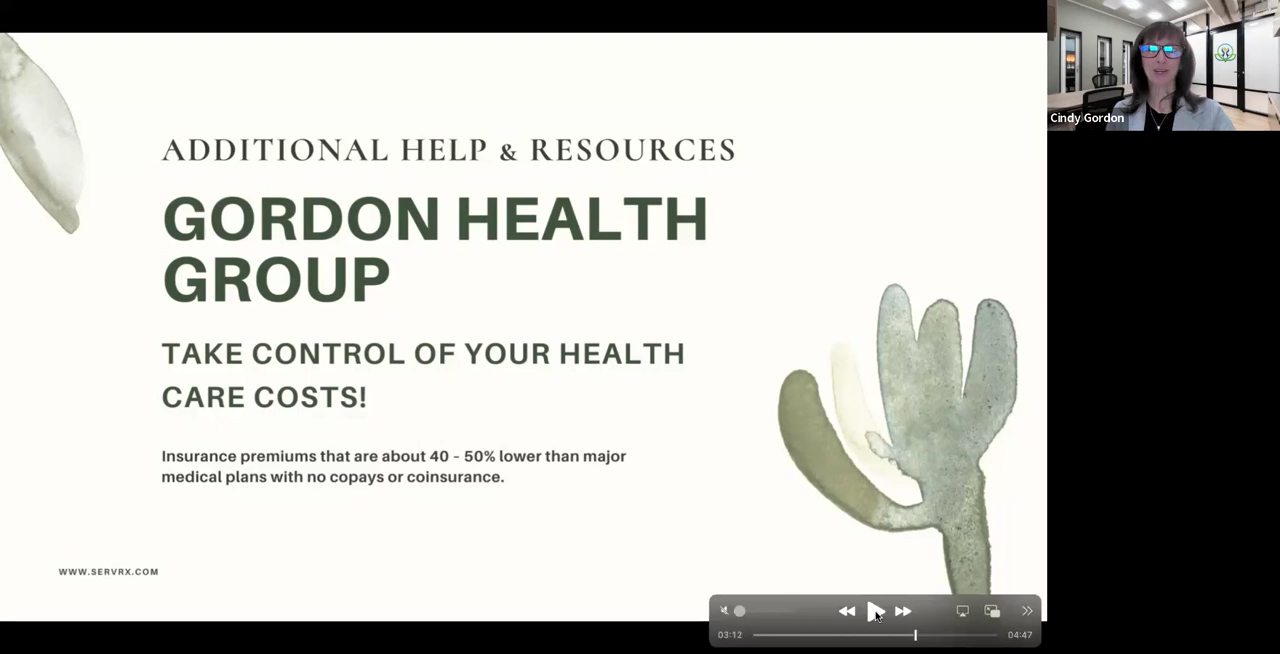 ADDITIONAL HELP & RESOURCES
GORDON HEALTH
GROUP
TAKE CONTROL OF YOUR HEALTH
CARE COSTS!
Insurance premiums that are about 40 - 50% lower than major
medical plans with no copays or coinsurance.
WWW.SERVRX.COM
Cindy Gordon
03:12
04:47